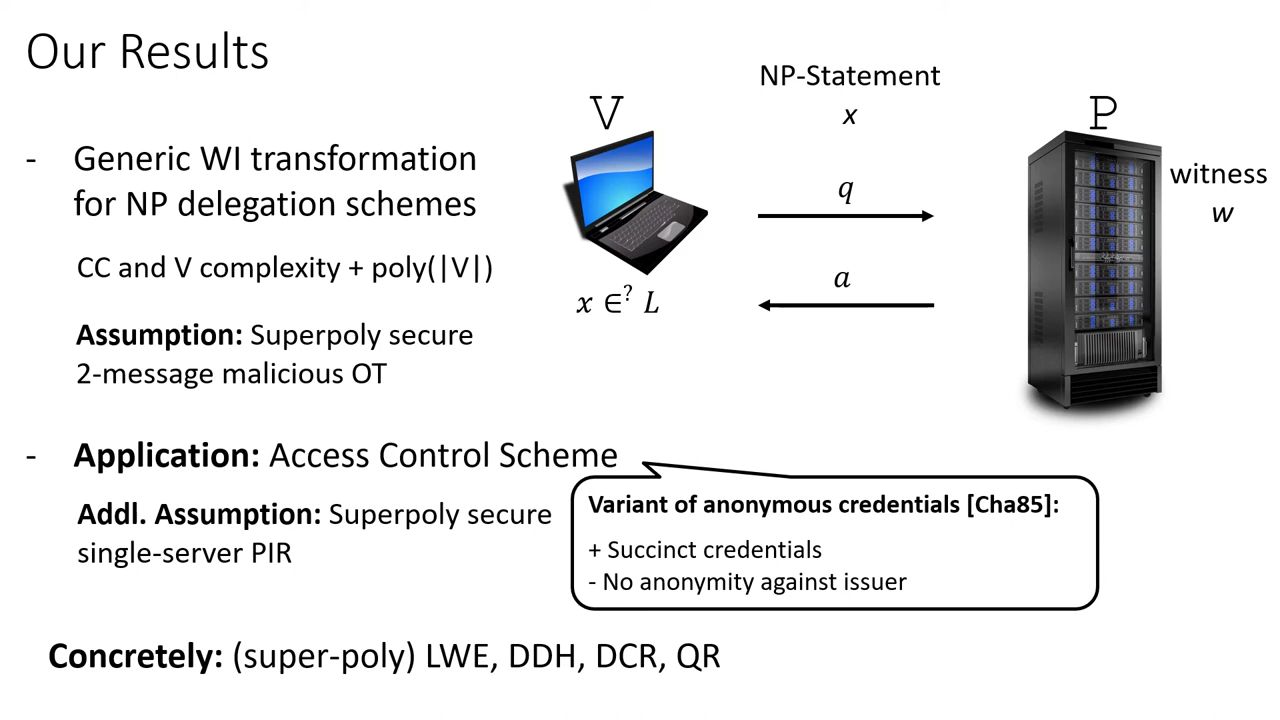 Our Results
- Generic WI transformation
for NP delegation schemes
CC and V complexity + poly(|V|)
Assumption: Superpoly secure
2-message malicious OT
V
NP-Statement
x
P
witness
w
q
a
x ∈? L
- Application: Access Control Scheme
Addl. Assumption: Superpoly secure
single-server PIR
Variant of anonymous credentials [Cha85]:
+ Succinct credentials
- No anonymity against issuer
Concretely: (super-poly) LWE, DDH, DCR, QR